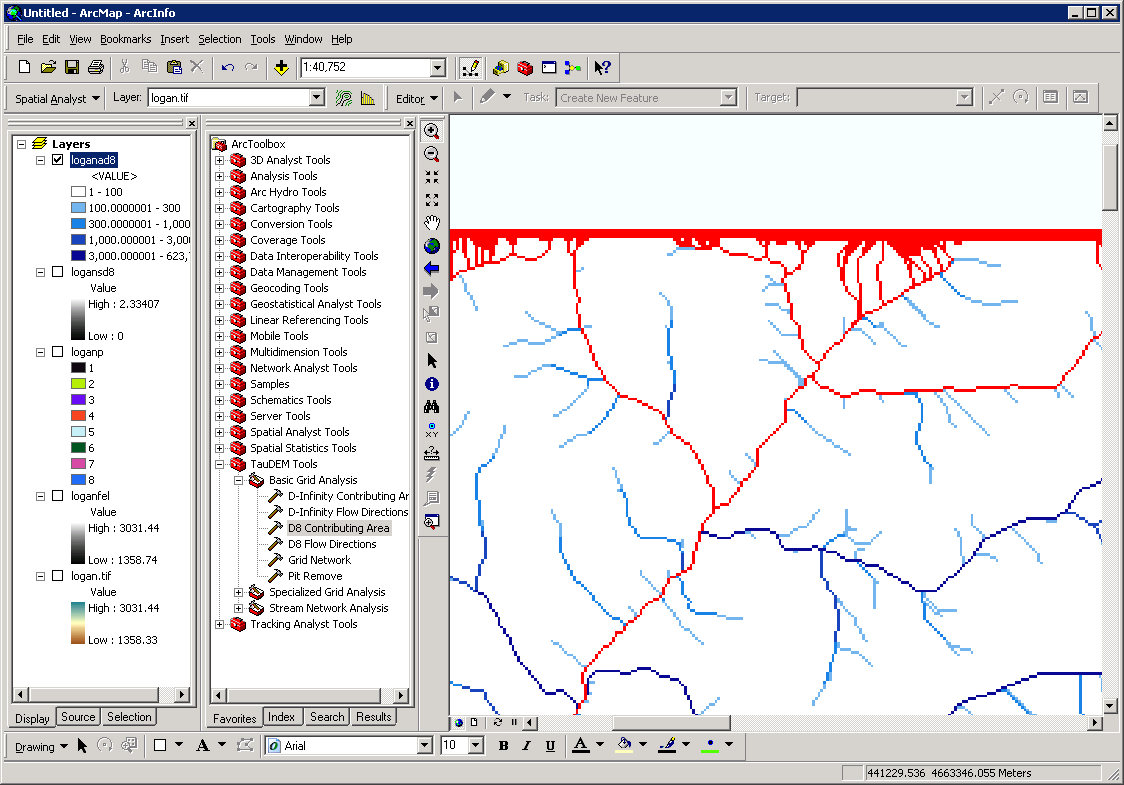 Untitled - ArcMap - ArcInfo
File Edit View Bookmarks Insert Selection Tools Window Help
1:40,752
Spatial Analyst Layer: logan.tif Editor Task: Create New Feature Target:
Layers
loganad8
<VALUE>
1 - 100
100.0000001 - 300
300.0000001 - 1,000
1,000.000001 - 3,00
3,000.000001 - 623,
logansd8
Value
High : 2.33407
Low : 0
loganp
1
2
3
4
5
6
7
8
loganfel
Value
High : 3031.44
Low : 1358.74
logan.tif
Value
High : 3031.44
Low : 1358.33
Display Source Selection
ArcToolbox
3D Analyst Tools
Analysis Tools
Arc Hydro Tools
Cartography Tools
Conversion Tools
Coverage Tools
Data Interoperability Tools
Data Management Tools
Geocoding Tools
Geostatistical Analyst Tools
Linear Referencing Tools
Mobile Tools
Multidimension Tools
Network Analyst Tools
Samples
Schematics Tools
Server Tools
Spatial Analyst Tools
Spatial Statistics Tools
TauDEM Tools
Basic Grid Analysis
D-Infinity Contributing Ar
D-Infinity Flow Directions
D8 Contributing Area
D8 Flow Directions
Grid Network
Pit Remove
Specialized Grid Analysis
Stream Network Analysis
Tracking Analyst Tools
Favorites Index Search Results
XY
Drawing A Arial 10 B I U A
441229.536 4663346.055 Meters